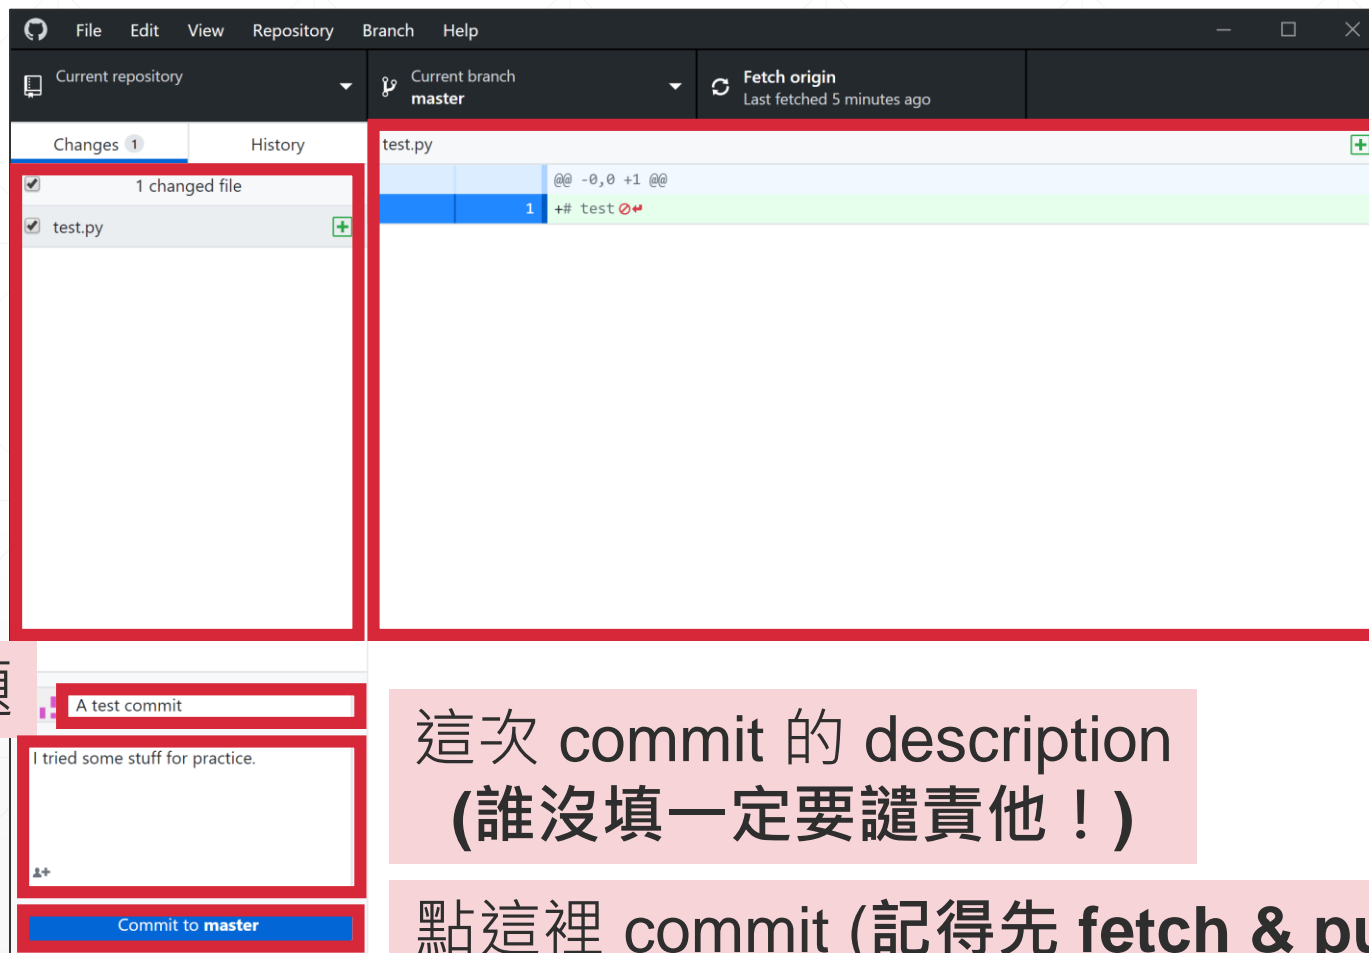 File Edit View Repository Branch Help
Current repository
Current branch
master
Fetch origin
Last fetched 5 minutes ago
Changes 1 History
1 changed file
test.py
test.py
@@ -0,0 +1 @@
1 +# test
A test commit
I tried some stuff for practice.
這次 commit 的 description
(誰沒填一定要譴責他！)
Commit to master
點這裡 commit (記得先 fetch &